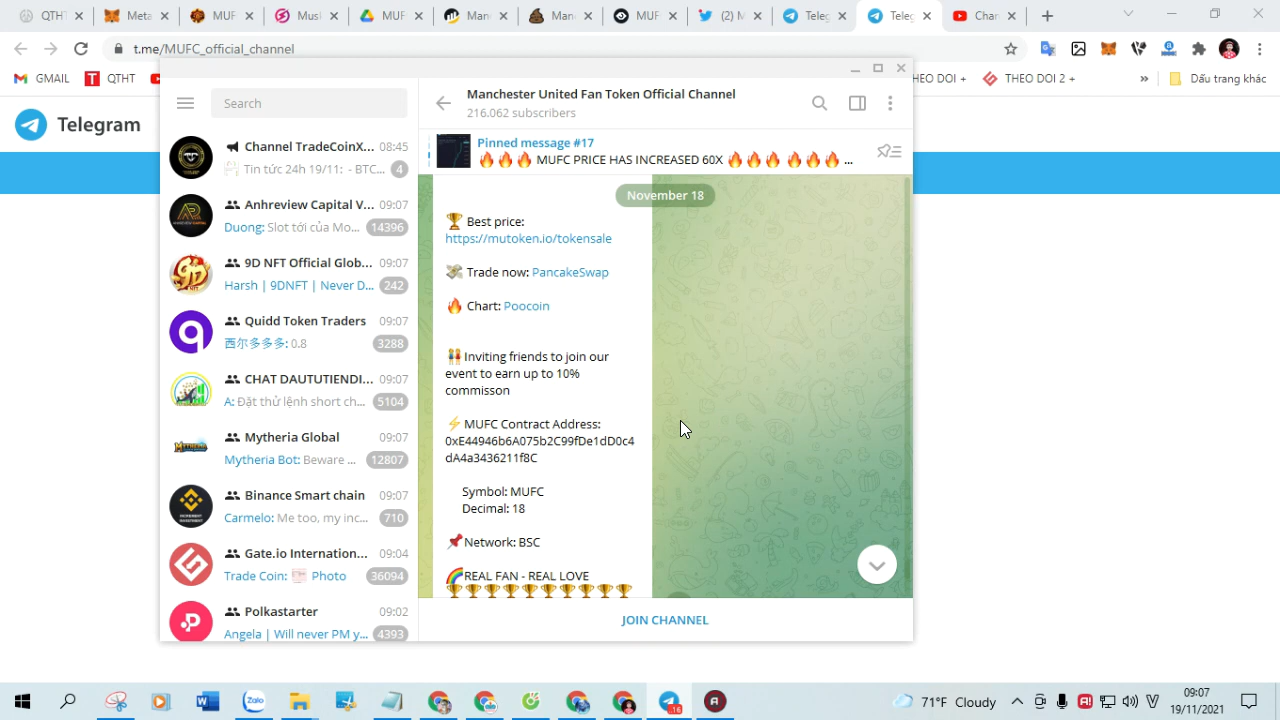 QTHT
Meta
MUF
Musl
MUF
Man
Man
MUF
(2) M
Teleg
Teleg
Chan
t.me/MUFC_official_channel
GMAIL
QTHT
HEO DOI +
THEO DOI 2 +
Dấu trang khác
Telegram
Search
Channel TradeCoinX... 08:45
Tin tức 24h 19/11: - BTC... 4
Anhreview Capital V... 09:07
Duong: Slot tới của Mo... 14396
9D NFT Official Glob... 09:07
Harsh | 9DNFT | Never D... 242
Quidd Token Traders 09:07
西尔多多多: 0.8 3288
CHAT DAUTUTIENDI... 09:07
A: Đặt thử lệnh short ch... 5104
Mytheria Global 09:07
Mytheria Bot: Beware ... 12807
Binance Smart chain 09:07
Carmelo: Me too, my inc... 710
Gate.io Internation... 09:04
Trade Coin: Photo 36094
Polkastarter 09:02
Angela | Will never PM y... 4393
Manchester United Fan Token Official Channel
216.062 subscribers
Pinned message #17
🔥🔥🔥 MUFC PRICE HAS INCREASED 60X 🔥🔥🔥 🔥🔥🔥 ...
November 18
🏆 Best price:
https://mutoken.io/tokensale
💸 Trade now: PancakeSwap
🔥 Chart: Poocoin
👭Inviting friends to join our
event to earn up to 10%
commisson
⚡MUFC Contract Address:
0xE44946b6A075b2C99fDe1dD0c4
dA4a3436211f8C
Symbol: MUFC
Decimal: 18
📌Network: BSC
🌈REAL FAN - REAL LOVE
🏆🏆🏆🏆🏆🏆🏆🏆🏆🏆
JOIN CHANNEL
Zalo
16
71°F Cloudy
09:07
19/11/2021